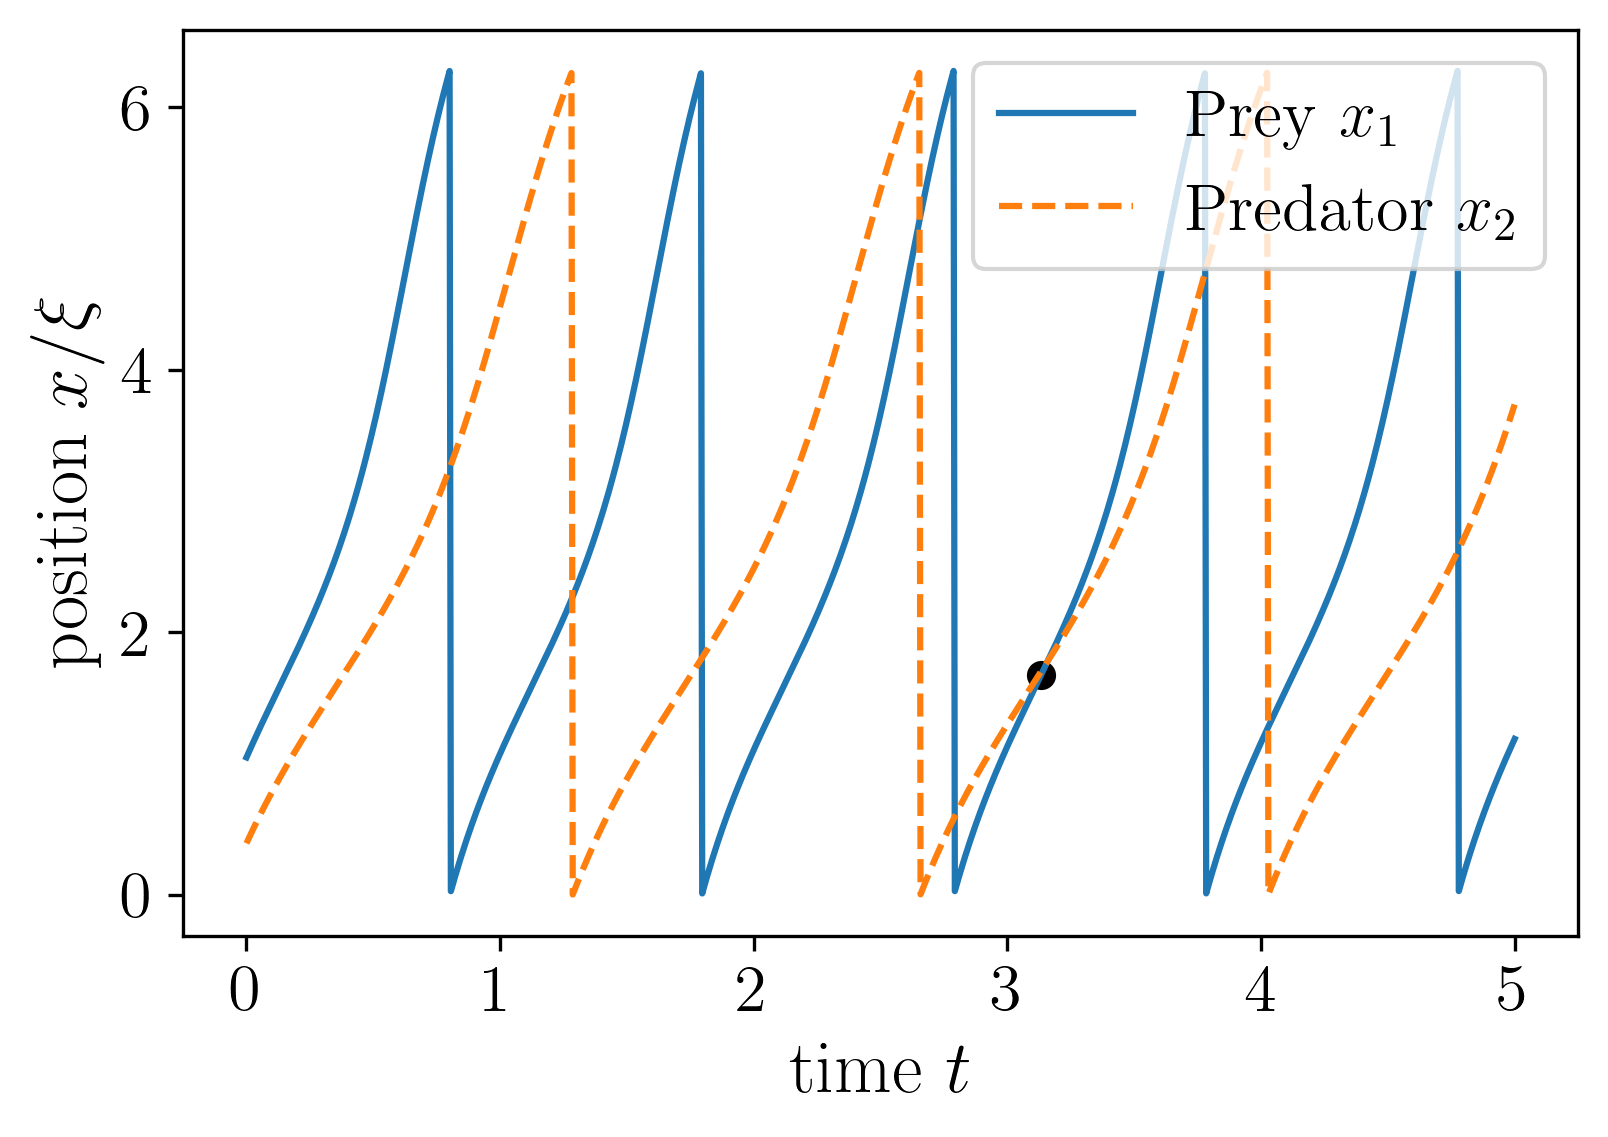 6
4
2
0
position x/ξ
Prey x₁
Predator x₂
0 1 2 3 4 5
time t